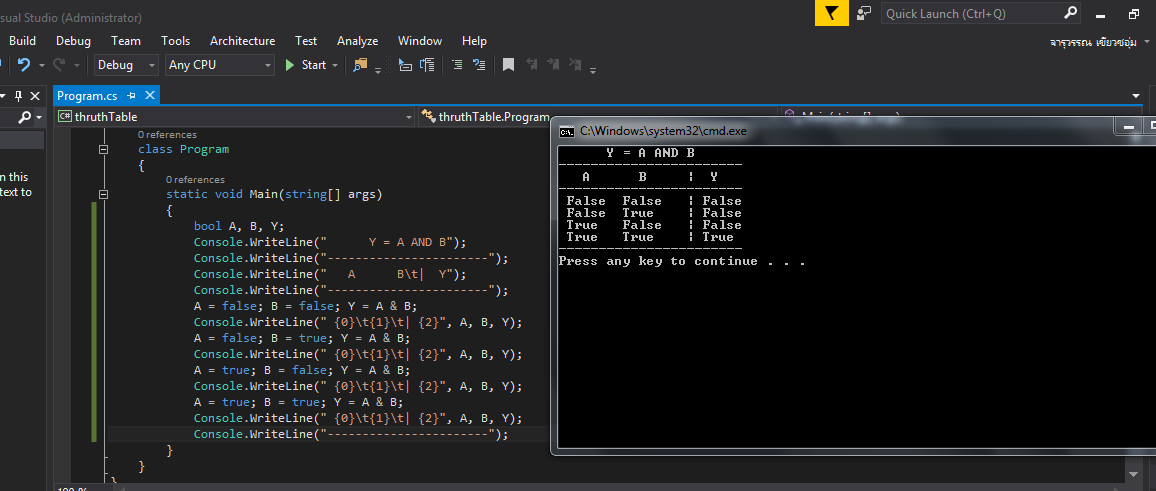 sual Studio (Administrator)
Quick Launch (Ctrl+Q)
Build Debug Team Tools Architecture Test Analyze Window Help
จารุวรรณ เขียวชอุ่ม
Debug Any CPU Start
Program.cs
thruthTable thruthTable.Program
n this
text to
0 references
class Program
{
0 references
static void Main(string[] args)
{
bool A, B, Y;
Console.WriteLine("      Y = A AND B");
Console.WriteLine("-----------------------");
Console.WriteLine("   A      B\t|  Y");
Console.WriteLine("-----------------------");
A = false; B = false; Y = A & B;
Console.WriteLine(" {0}\t{1}\t| {2}", A, B, Y);
A = false; B = true; Y = A & B;
Console.WriteLine(" {0}\t{1}\t| {2}", A, B, Y);
A = true; B = false; Y = A & B;
Console.WriteLine(" {0}\t{1}\t| {2}", A, B, Y);
A = true; B = true; Y = A & B;
Console.WriteLine(" {0}\t{1}\t| {2}", A, B, Y);
Console.WriteLine("-----------------------");
}
}
}
100 %
C:\Windows\system32\cmd.exe
Y = A AND B
-----------------------
A B | Y
-----------------------
False False | False
False True | False
True False | False
True True | True
-----------------------
Press any key to continue . . .